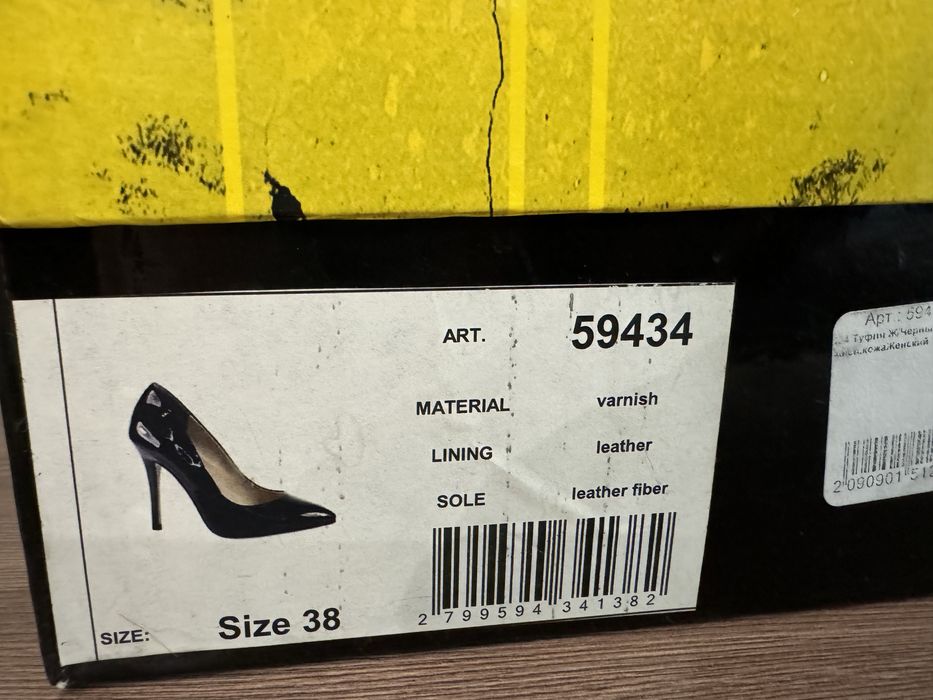 ART. 59434
MATERIAL varnish
LINING leather
SOLE leather fiber
2 799594 341382
SIZE: Size 38
Арт : 594
Туфли Ж/Черны
кожа/Женский
2 090901